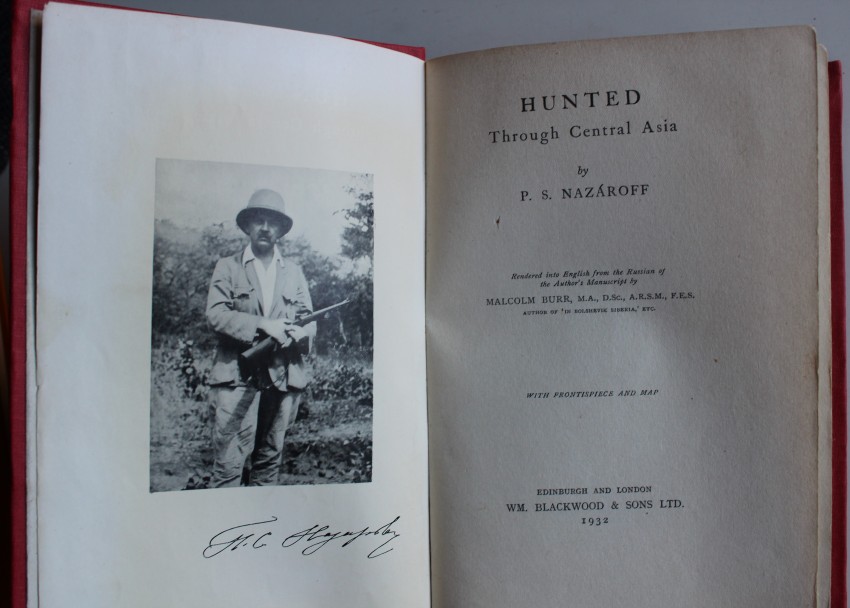 П. С. Назаровъ
HUNTED
Through Central Asia
by
P. S. NAZÁROFF
Rendered into English from the Russian of
the Author's Manuscript by
MALCOLM BURR, M.A., D.Sc., A.R.S.M., F.E.S.
AUTHOR OF 'IN BOLSHEVIK SIBERIA,' ETC.
WITH FRONTISPIECE AND MAP
EDINBURGH AND LONDON
WM. BLACKWOOD & SONS LTD.
1932